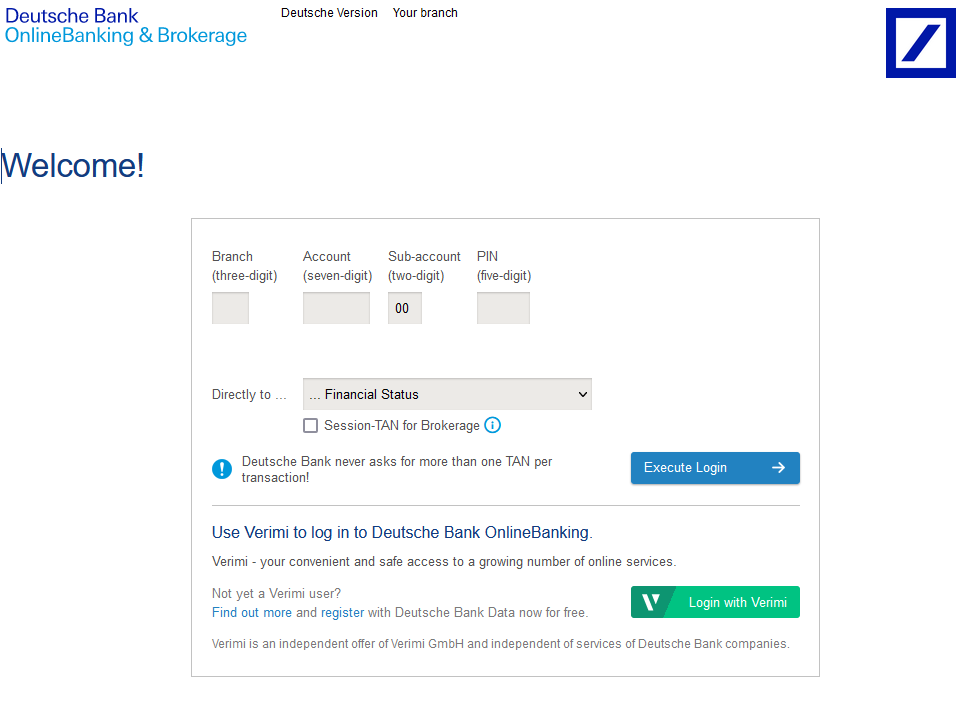 Deutsche Bank
OnlineBanking & Brokerage
Deutsche Version Your branch
Welcome!
Branch Account Sub-account PIN
(three-digit) (seven-digit) (two-digit) (five-digit)
00
Directly to ... ... Financial Status
Session-TAN for Brokerage
Deutsche Bank never asks for more than one TAN per
transaction!
Execute Login
Use Verimi to log in to Deutsche Bank OnlineBanking.
Verimi - your convenient and safe access to a growing number of online services.
Not yet a Verimi user?
Find out more and register with Deutsche Bank Data now for free.
Login with Verimi
Verimi is an independent offer of Verimi GmbH and independent of services of Deutsche Bank companies.